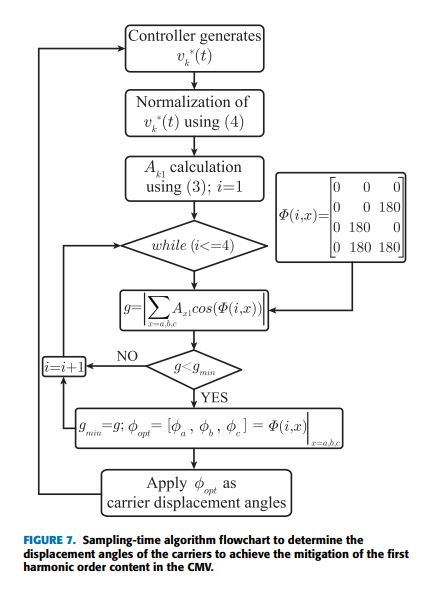 Controller generates
v_k*(t)
Normalization of
v_k*(t) using (4)
A_k1 calculation
using (3); i=1
Φ(i,x)=[0 0 0
0 0 180
0 180 0
0 180 180]
while (i<=4)
g=|∑_{x=a,b,c} A_x1cos(Φ(i,x))|
NO
i=i+1
g<g_min
YES
g_min=g; ϕ_opt= [ϕ_a , ϕ_b , ϕ_c] = Φ(i,x)|_{x=a,b,c}
Apply ϕ_opt as
carrier displacement angles
FIGURE 7. Sampling-time algorithm flowchart to determine the
displacement angles of the carriers to achieve the mitigation of the first
harmonic order content in the CMV.